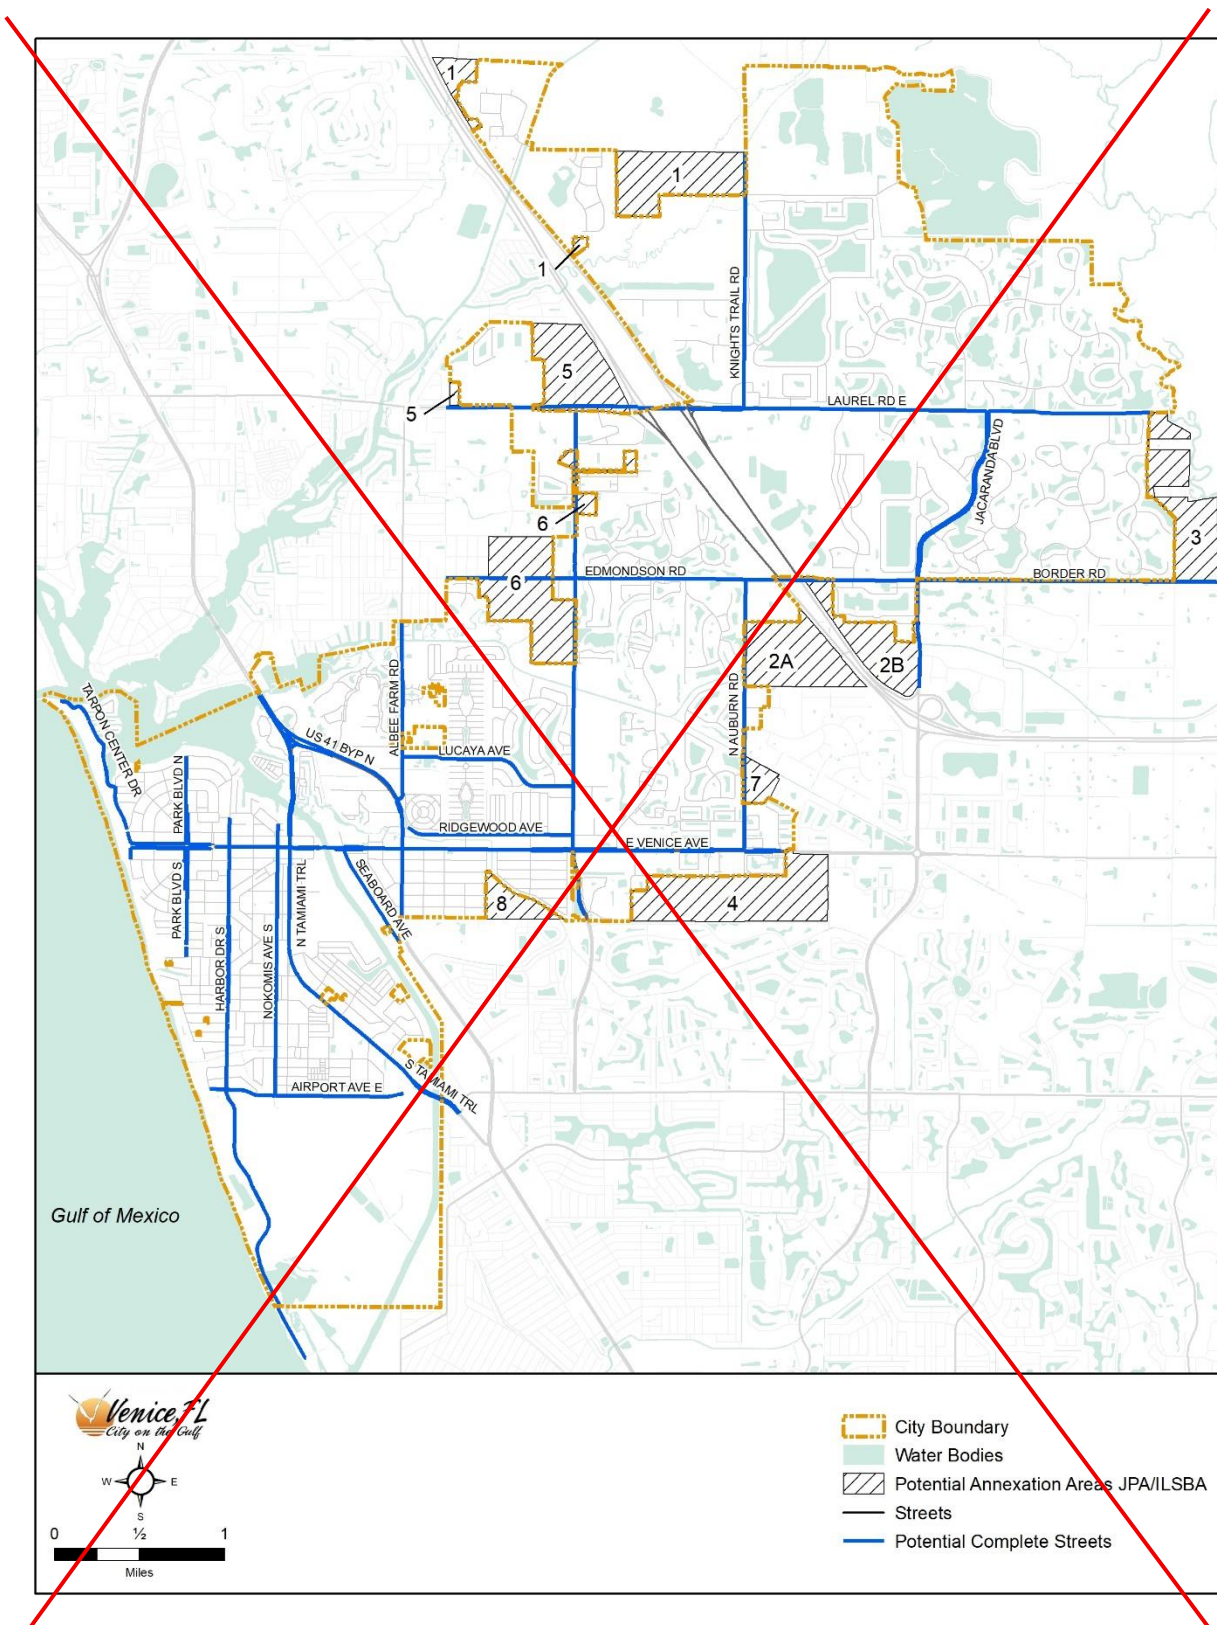 1
1
1
KNIGHTS TRAIL RD
5
5
LAUREL RD E
JACARANDA BLVD
6
3
6
EDMONDSON RD
BORDER RD
2A
2B
TARPON CENTER DR
ALBEE FARM RD
N AUBURN RD
US 41 BYP N
LUCAYA AVE
PARK BLVD N
7
RIDGEWOOD AVE
E VENICE AVE
PARK BLVD S
SEABOARD AVE
8
4
HARBOR DR S
NOKOMIS AVE S
N TAMIAMI TRL
AIRPORT AVE E
S TAMIAMI TRL
Gulf of Mexico
Venice, FL
City on the Gulf
N
W
E
S
0 ½ 1
Miles
City Boundary
Water Bodies
Potential Annexation Areas JPA/ILSBA
Streets
Potential Complete Streets